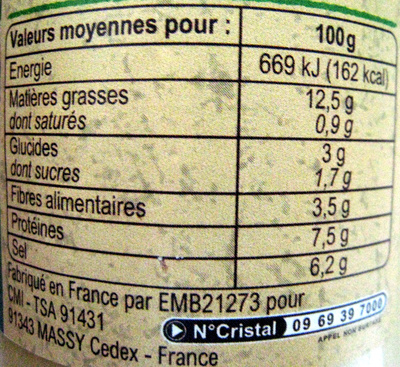 Valeurs moyennes pour : 100g
Energie 669 kJ (162 kcal)
Matières grasses 12,5 g
dont saturés 0,9 g
Glucides 3 g
dont sucres 1,7 g
Fibres alimentaires 3,5 g
Protéines 7,5 g
Sel 6,2 g
Fabriqué en France par EMB21273 pour
CMI - TSA 91431
91343 MASSY Cedex - France
N°Cristal 09 69 39 7000
APPEL NON SURTAXÉ